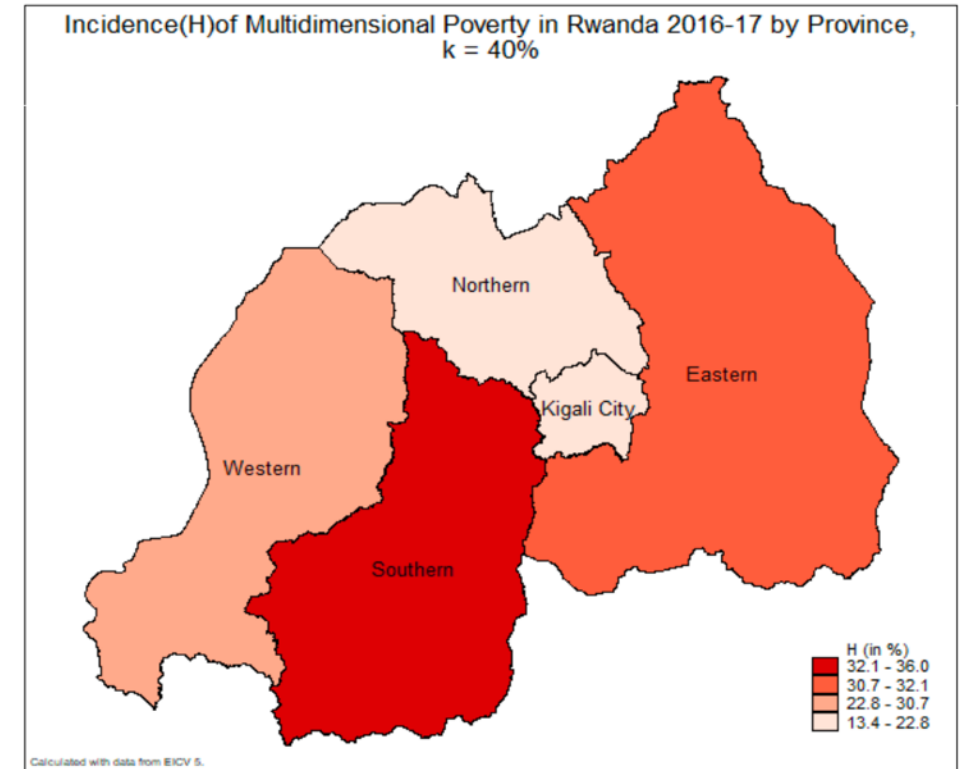 Incidence(H)of Multidimensional Poverty in Rwanda 2016-17 by Province,
k = 40%
Northern
Eastern
Kigali City
Western
Southern
H (in %)
32.1 - 36.0
30.7 - 32.1
22.8 - 30.7
13.4 - 22.8
Calculated with data from EICV 5.